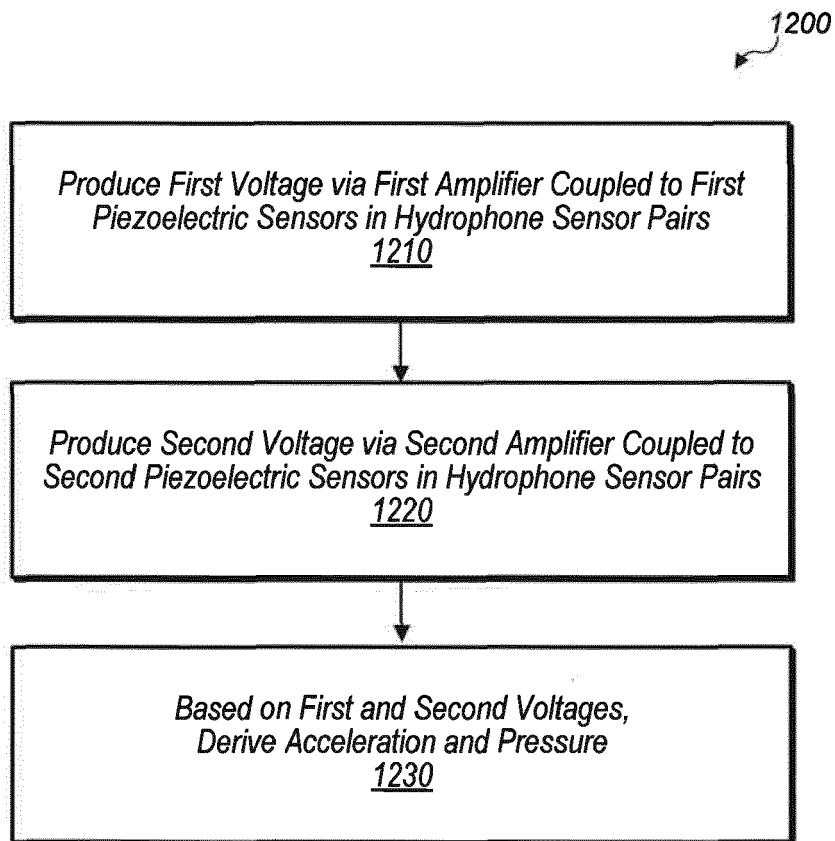 1200
Produce First Voltage via First Amplifier Coupled to First
Piezoelectric Sensors in Hydrophone Sensor Pairs
1210
Produce Second Voltage via Second Amplifier Coupled to
Second Piezoelectric Sensors in Hydrophone Sensor Pairs
1220
Based on First and Second Voltages,
Derive Acceleration and Pressure
1230